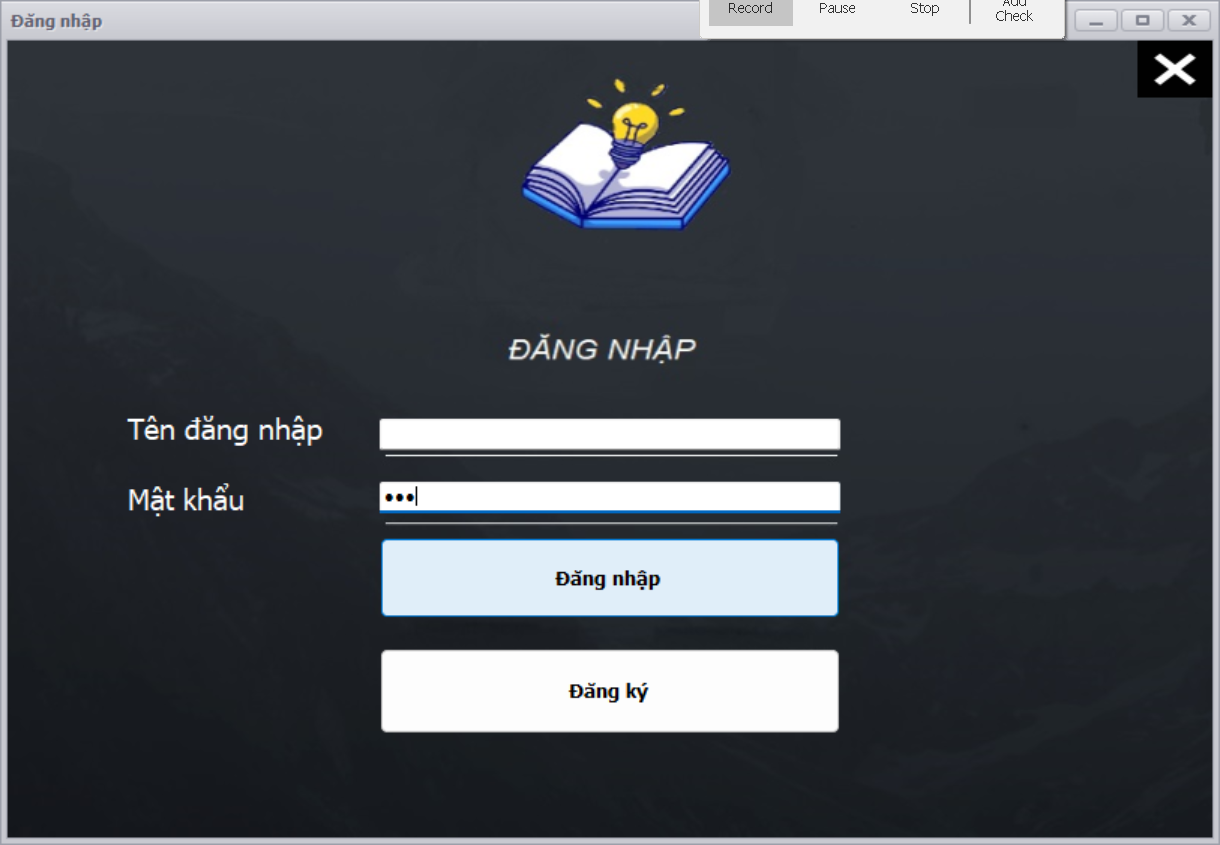 Đăng nhập
Record Pause Stop Add
Check
ĐĂNG NHẬP
Tên đăng nhập
Mật khẩu
Đăng nhập
Đăng ký